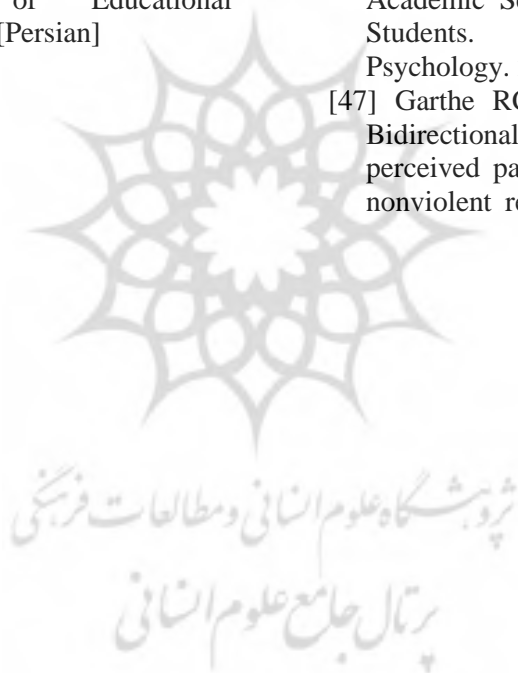 of Educational
[Persian]
Academic Se
Students.
Psychology.
[47] Garthe RC
Bidirectional
perceived pa
nonviolent re
پژوهشگاه علوم انسانی و مطالعات فرهنگی
پرتال جامع علوم انسانی